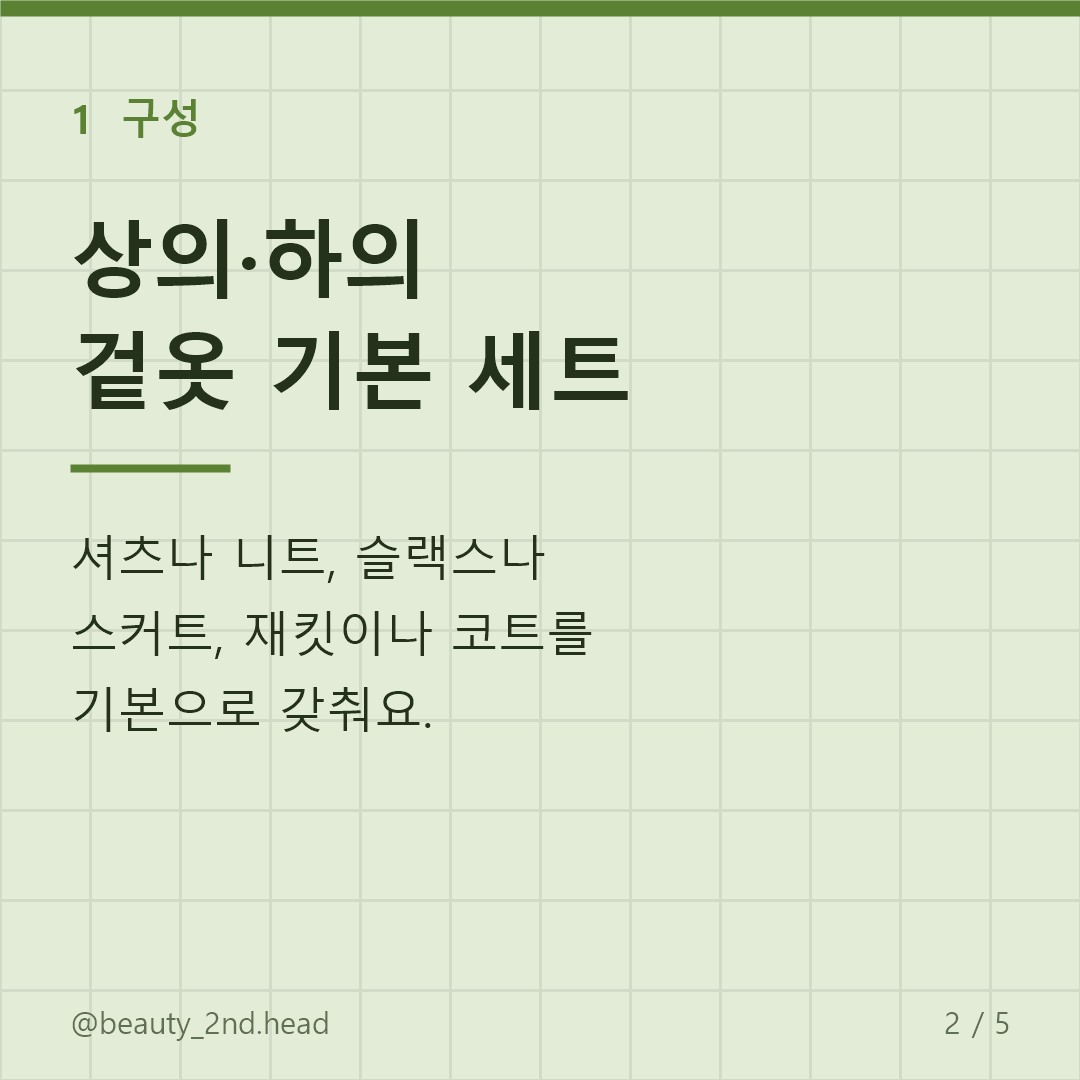 1 구성
상의·하의
겉옷 기본 세트
셔츠나 니트, 슬랙스나
스커트, 재킷이나 코트를
기본으로 갖춰요.
@beauty_2nd.head
2 / 5